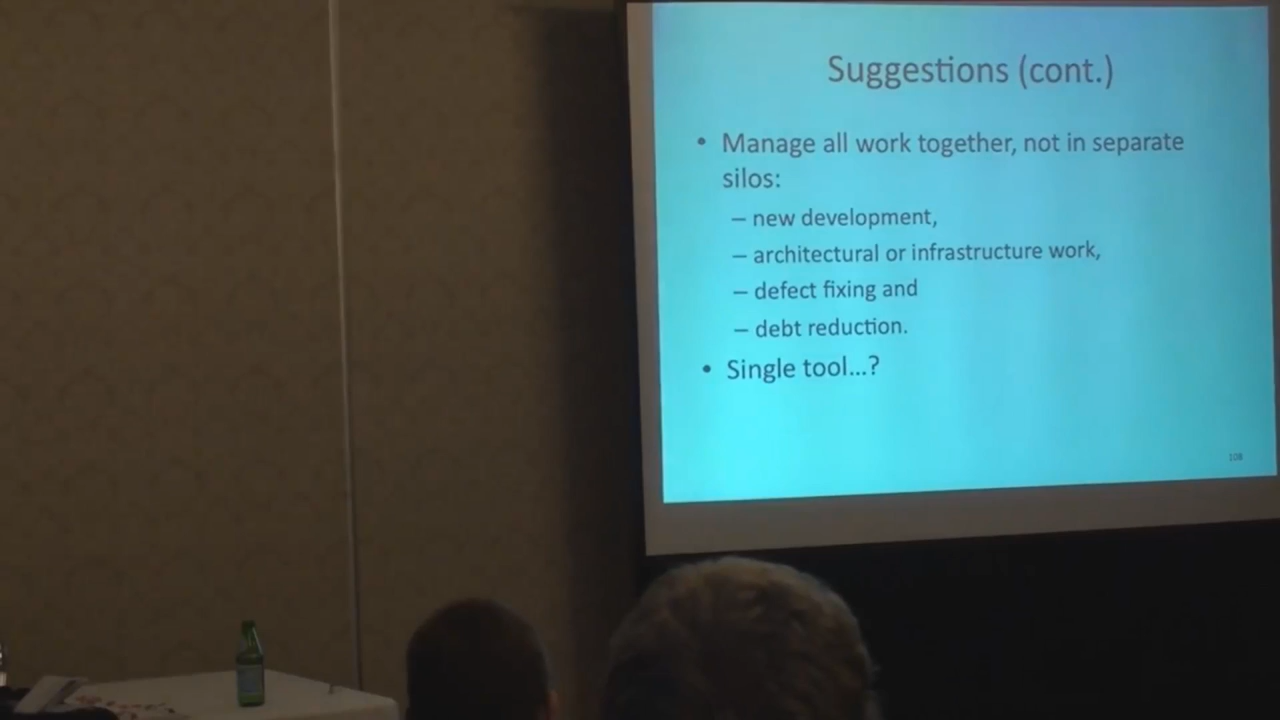 Suggestions (cont.)
• Manage all work together, not in separate
silos:
– new development,
– architectural or infrastructure work,
– defect fixing and
– debt reduction.
• Single tool...?
108